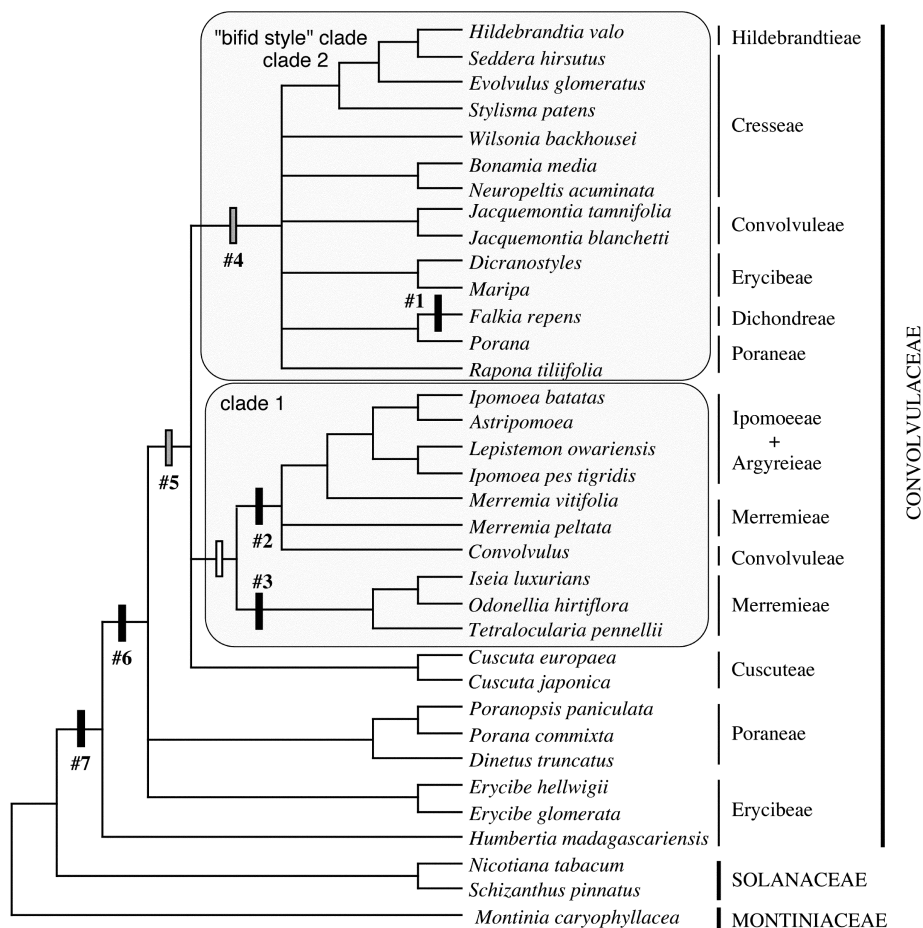 "bifid style" clade
clade 2
Hildebrandtia valo
Seddera hirsutus
Evolvulus glomeratus
Stylisma patens
Wilsonia backhousei
Bonamia media
Neuropeltis acuminata
Jacquemontia tamnifolia
Jacquemontia blanchetti
Dicranostyles
Maripa
Falkia repens
Porana
Rapona tiliifolia
#4
#1
Hildebrandtieae
Cresseae
Convolvuleae
Erycibeae
Dichondreae
Poraneae
clade 1
Ipomoea batatas
Astripomoea
Lepistemon owariensis
Ipomoea pes tigridis
Merremia vitifolia
Merremia peltata
Convolvulus
Iseia luxurians
Odonellia hirtiflora
Tetralocularia pennellii
#5
#2
#3
Ipomoeeae
+
Argyreieae
Merremieae
Convolvuleae
Merremieae
Cuscuta europaea
Cuscuta japonica
Cuscuteae
#6
Poranopsis paniculata
Porana commixta
Dinetus truncatus
Poraneae
#7
Erycibe hellwigii
Erycibe glomerata
Humbertia madagascariensis
Erycibeae
CONVOLVULACEAE
Nicotiana tabacum
Schizanthus pinnatus
SOLANACEAE
Montinia caryophyllacea
MONTINIACEAE